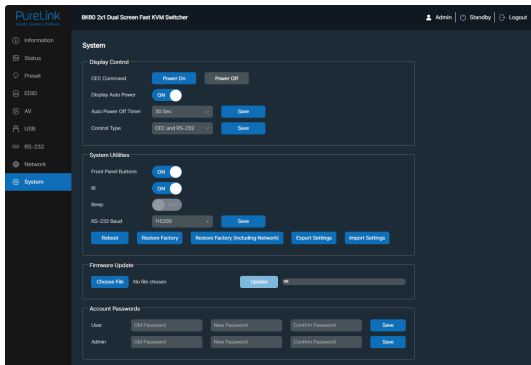 PureLink
8K60 2x1 Dual Screen Fast KVM Switcher
Admin
Standby
Logout
Information
Status
Preset
EDID
AV
USB
RS-232
Network
System
System
Display Control
CEC Command Power On Power Off
Display Auto Power ON
Auto Power Off Timer 30 Sec Save
Control Type CEC and RS-232 Save
System Utilities
Front Panel Buttons ON
IR ON
Beep
RS-232 Baud 115200 Save
Reboot Restore Factory Restore Factory (Including Network) Export Settings Import Settings
Firmware Update
Choose File No file chosen Update
Account Passwords
User Old Password New Password Confirm Password Save
Admin Old Password New Password Confirm Password Save